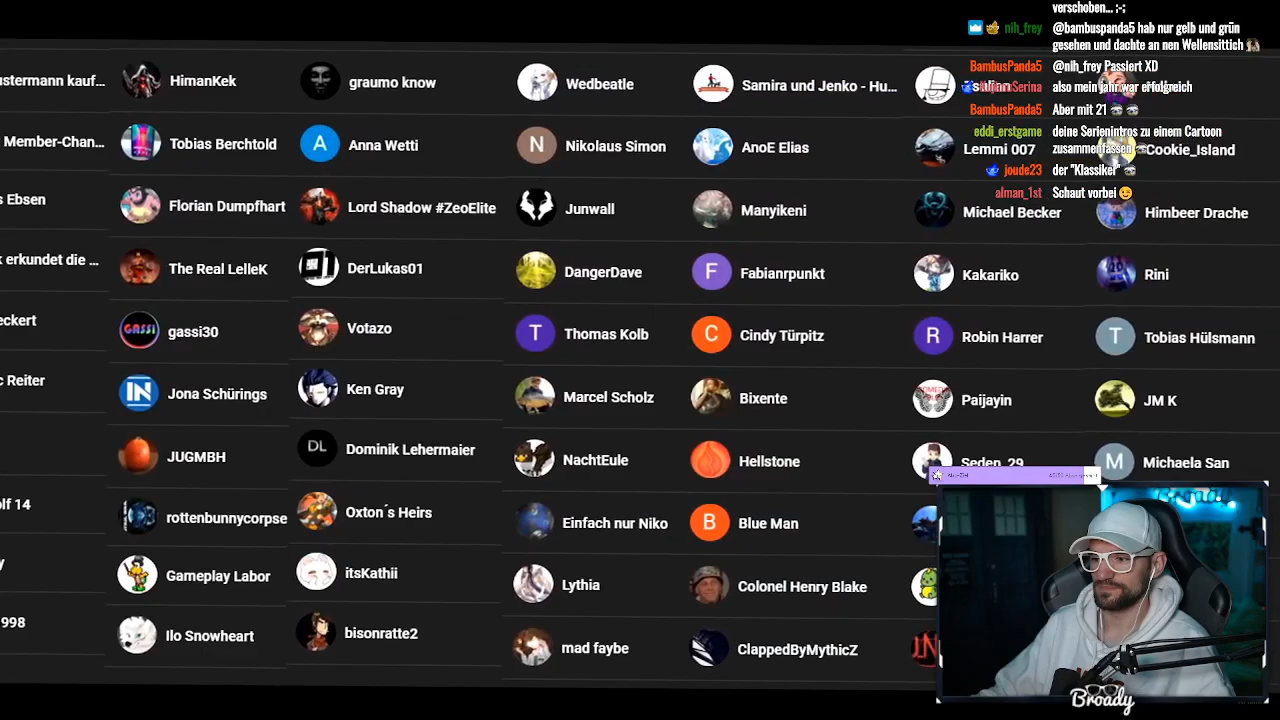 ustermann kauf...
Member-Chan...
s Ebsen
k erkundet die ...
eckert
c Reiter
olf 14
y
998
HimanKek
Tobias Berchtold
Florian Dumpfhart
The Real LelleK
GASSI
gassi30
IN
Jona Schürings
JUGMBH
rottenbunnycorpse
Gameplay Labor
Ilo Snowheart
graumo know
A
Anna Wetti
Lord Shadow #ZeoElite
DerLukas01
Votazo
Ken Gray
DL
Dominik Lehermaier
Oxton´s Heirs
itsKathii
bisonratte2
Wedbeatle
N
Nikolaus Simon
Junwall
DangerDave
T
Thomas Kolb
Marcel Scholz
NachtEule
Einfach nur Niko
Lythia
mad faybe
Samira und Jenko - Hu...
AnoE Elias
Manyikeni
F
Fabianrpunkt
C
Cindy Türpitz
Bixente
Hellstone
B
Blue Man
Colonel Henry Blake
ClappedByMythicZ
Lemmi 007
Michael Becker
Kakariko
R
Robin Harrer
Paijayin
Seden_29
Cookie_Island
Himbeer Drache
Rini
T
Tobias Hülsmann
JM K
M
Michaela San
verschoben... ;-;
nih_frey @bambuspanda5 hab nur gelb und grün
gesehen und dachte an nen Wellensittich
BambusPanda5 @nih_frey Passiert XD
also mein jahr war erfolgreich
BambusPanda5 Aber mit 21
eddi_erstgame deine Serienintros zu einem Cartoon
zusammenfassen
joude23 der "Klassiker"
alman_1st Schaut vorbei
Broady